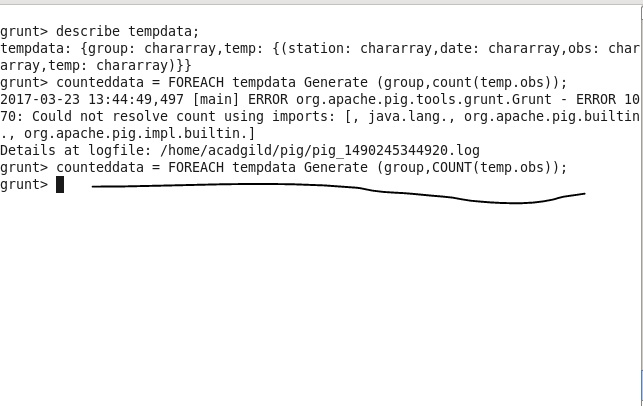 grunt> describe tempdata;
tempdata: {group: chararray,temp: {(station: chararray,date: chararray,obs: char
array,temp: chararray)}}
grunt> counteddata = FOREACH tempdata Generate (group,count(temp.obs));
2017-03-23 13:44:49,497 [main] ERROR org.apache.pig.tools.grunt.Grunt - ERROR 10
70: Could not resolve count using imports: [, java.lang., org.apache.pig.builtin
., org.apache.pig.impl.builtin.]
Details at logfile: /home/acadgild/pig/pig_1490245344920.log
grunt> counteddata = FOREACH tempdata Generate (group,COUNT(temp.obs));
grunt>